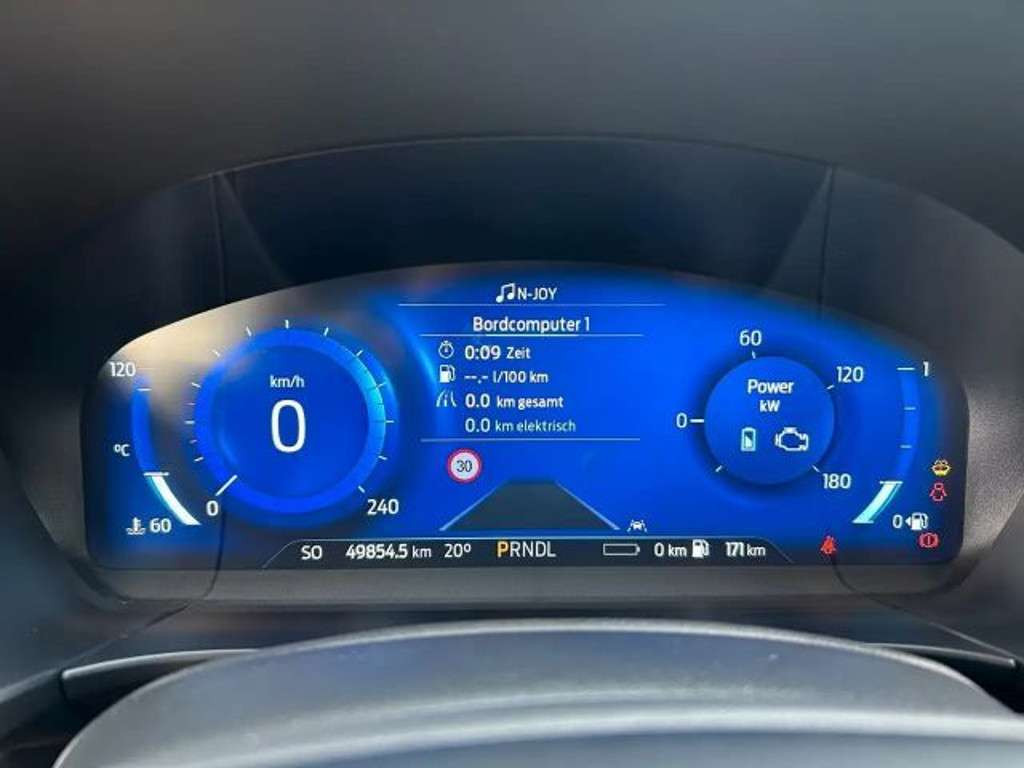 N-JOY
Bordcomputer 1
0:09 Zeit
--.- l/100 km
0.0 km gesamt
0.0 km elektrisch
120
°C
60
km/h
0
0
240
30
60
120
0
Power
kW
180
1
0
SO 49854.5 km 20° PRNDL 0 km 171 km